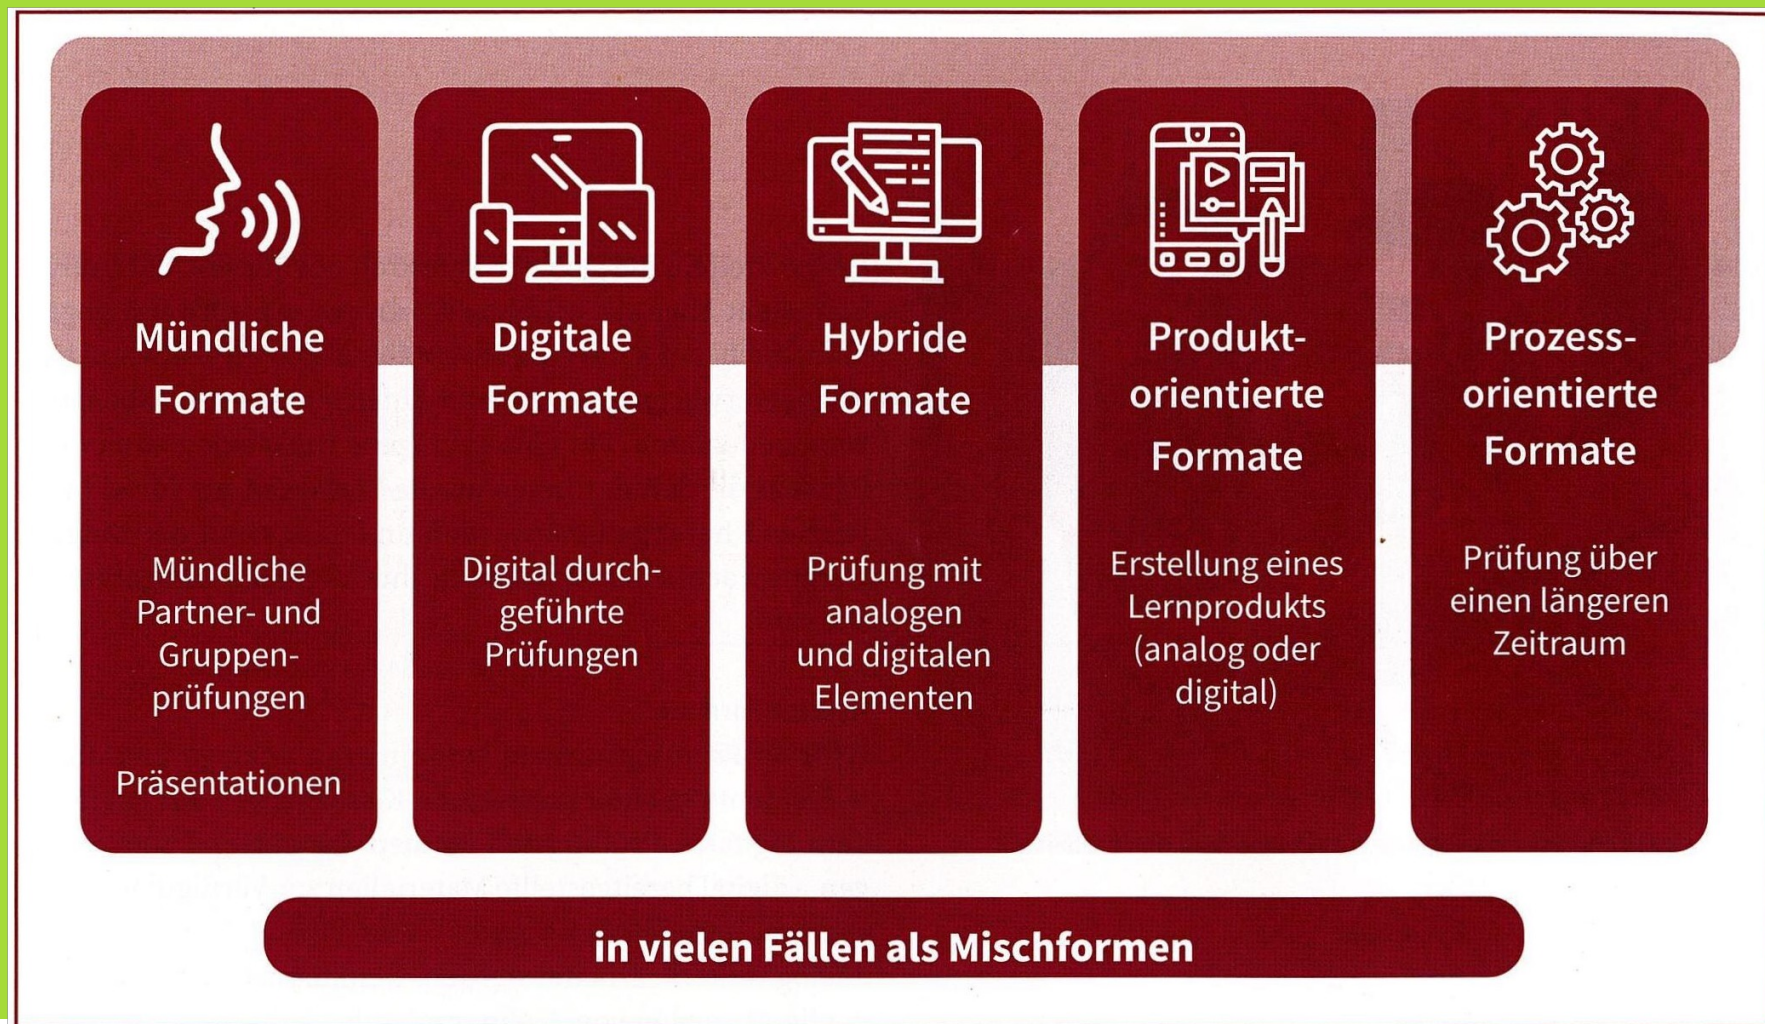 Mündliche
Formate
Mündliche
Partner- und
Gruppen-
prüfungen
Präsentationen
Digitale
Formate
Digital durch-
geführte
Prüfungen
Hybride
Formate
Prüfung mit
analogen
und digitalen
Elementen
Produkt-
orientierte
Formate
Erstellung eines
Lernprodukts
(analog oder
digital)
Prozess-
orientierte
Formate
Prüfung über
einen längeren
Zeitraum
in vielen Fällen als Mischformen